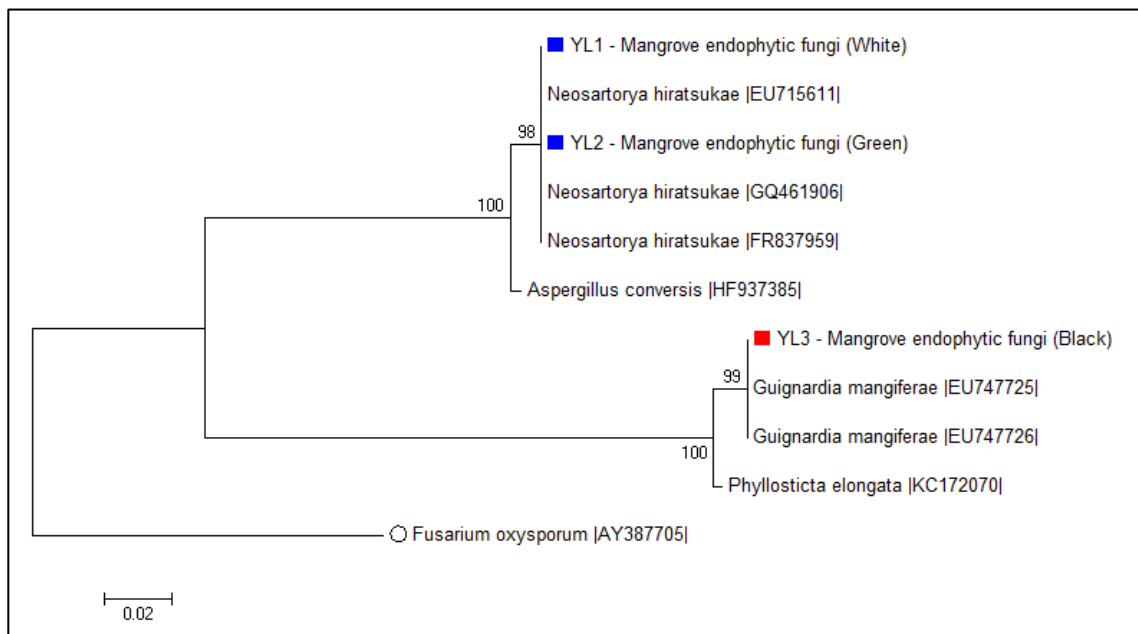 YL1 - Mangrove endophytic fungi (White)
Neosartorya hiratsukae |EU715611|
98
YL2 - Mangrove endophytic fungi (Green)
Neosartorya hiratsukae |GQ461906|
100
Neosartorya hiratsukae |FR837959|
Aspergillus conversis |HF937385|
YL3 - Mangrove endophytic fungi (Black)
99
Guignardia mangiferae |EU747725|
Guignardia mangiferae |EU747726|
100
Phyllosticta elongata |KC172070|
Fusarium oxysporum |AY387705|
0.02